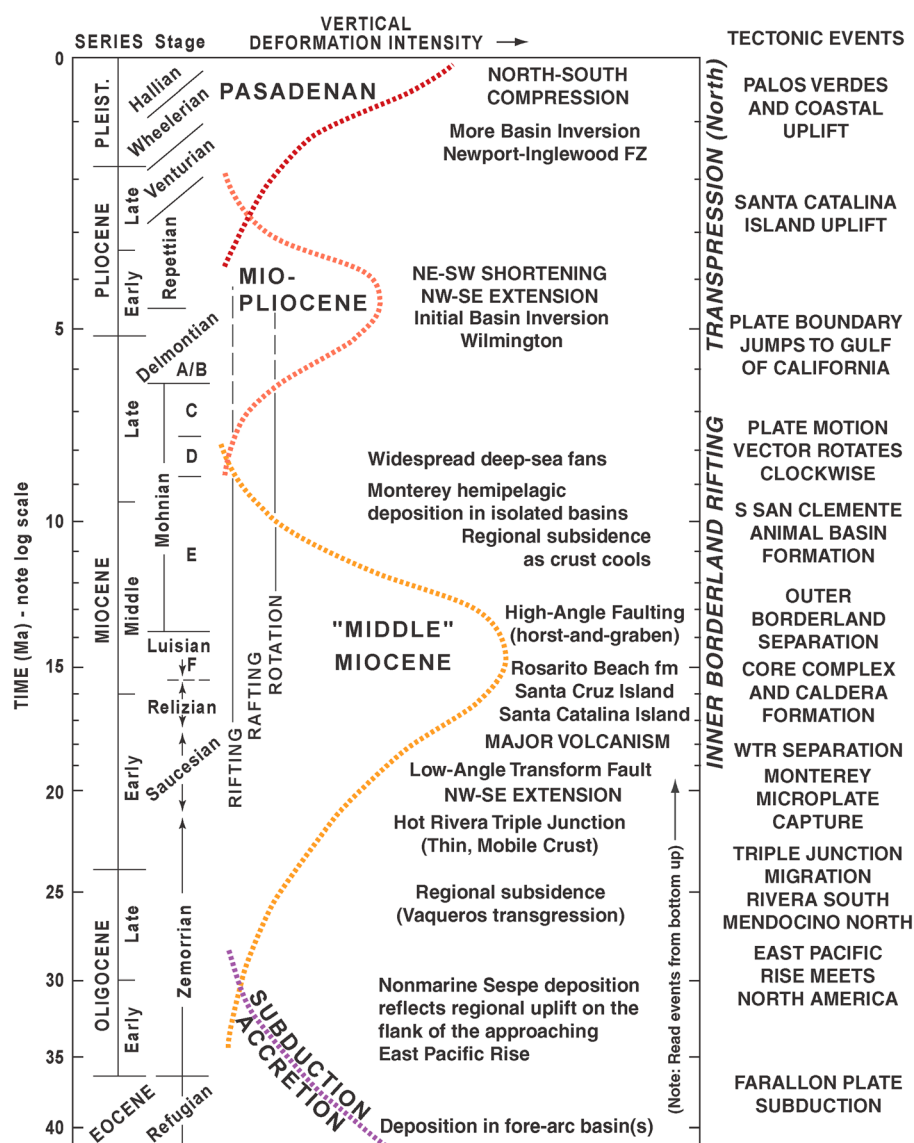 VERTICAL
DEFORMATION INTENSITY
SERIES
Stage
TECTONIC EVENTS
0
5
10
15
20
25
30
35
40
TIME (Ma) - note log scale
PLEIST.
PLIOCENE
Late
Early
MIOCENE
Late
Middle
Early
OLIGOCENE
Late
Early
EOCENE
Hallian
Wheelerian
Venturian
Repettian
Delmontian
A/B
C
D
Mohnian
E
Luisian
F
Relizian
Saucesian
Zemorrian
Refugian
RIFTING
RAFTING
ROTATION
PASADENAN
NORTH-SOUTH
COMPRESSION
More Basin Inversion
Newport-Inglewood FZ
MIO-
PLIOCENE
NE-SW SHORTENING
NW-SE EXTENSION
Initial Basin Inversion
Wilmington
Widespread deep-sea fans
Monterey hemipelagic
deposition in isolated basins
Regional subsidence
as crust cools
"MIDDLE"
MIOCENE
High-Angle Faulting
(horst-and-graben)
Rosarito Beach fm
Santa Cruz Island
Santa Catalina Island
MAJOR VOLCANISM
Low-Angle Transform Fault
NW-SE EXTENSION
Hot Rivera Triple Junction
(Thin, Mobile Crust)
Regional subsidence
(Vaqueros transgression)
Nonmarine Sespe deposition
reflects regional uplift on the
flank of the approaching
East Pacific Rise
SUBDUCTION
ACCRETION
Deposition in fore-arc basin(s)
(Note: Read events from bottom up)
TRANSPRESSION (North)
INNER BORDERLAND RIFTING
PALOS VERDES
AND COASTAL
UPLIFT
SANTA CATALINA
ISLAND UPLIFT
PLATE BOUNDARY
JUMPS TO GULF
OF CALIFORNIA
PLATE MOTION
VECTOR ROTATES
CLOCKWISE
S SAN CLEMENTE
ANIMAL BASIN
FORMATION
OUTER
BORDERLAND
SEPARATION
CORE COMPLEX
AND CALDERA
FORMATION
WTR SEPARATION
MONTEREY
MICROPLATE
CAPTURE
TRIPLE JUNCTION
MIGRATION
RIVERA SOUTH
MENDOCINO NORTH
EAST PACIFIC
RISE MEETS
NORTH AMERICA
FARALLON PLATE
SUBDUCTION